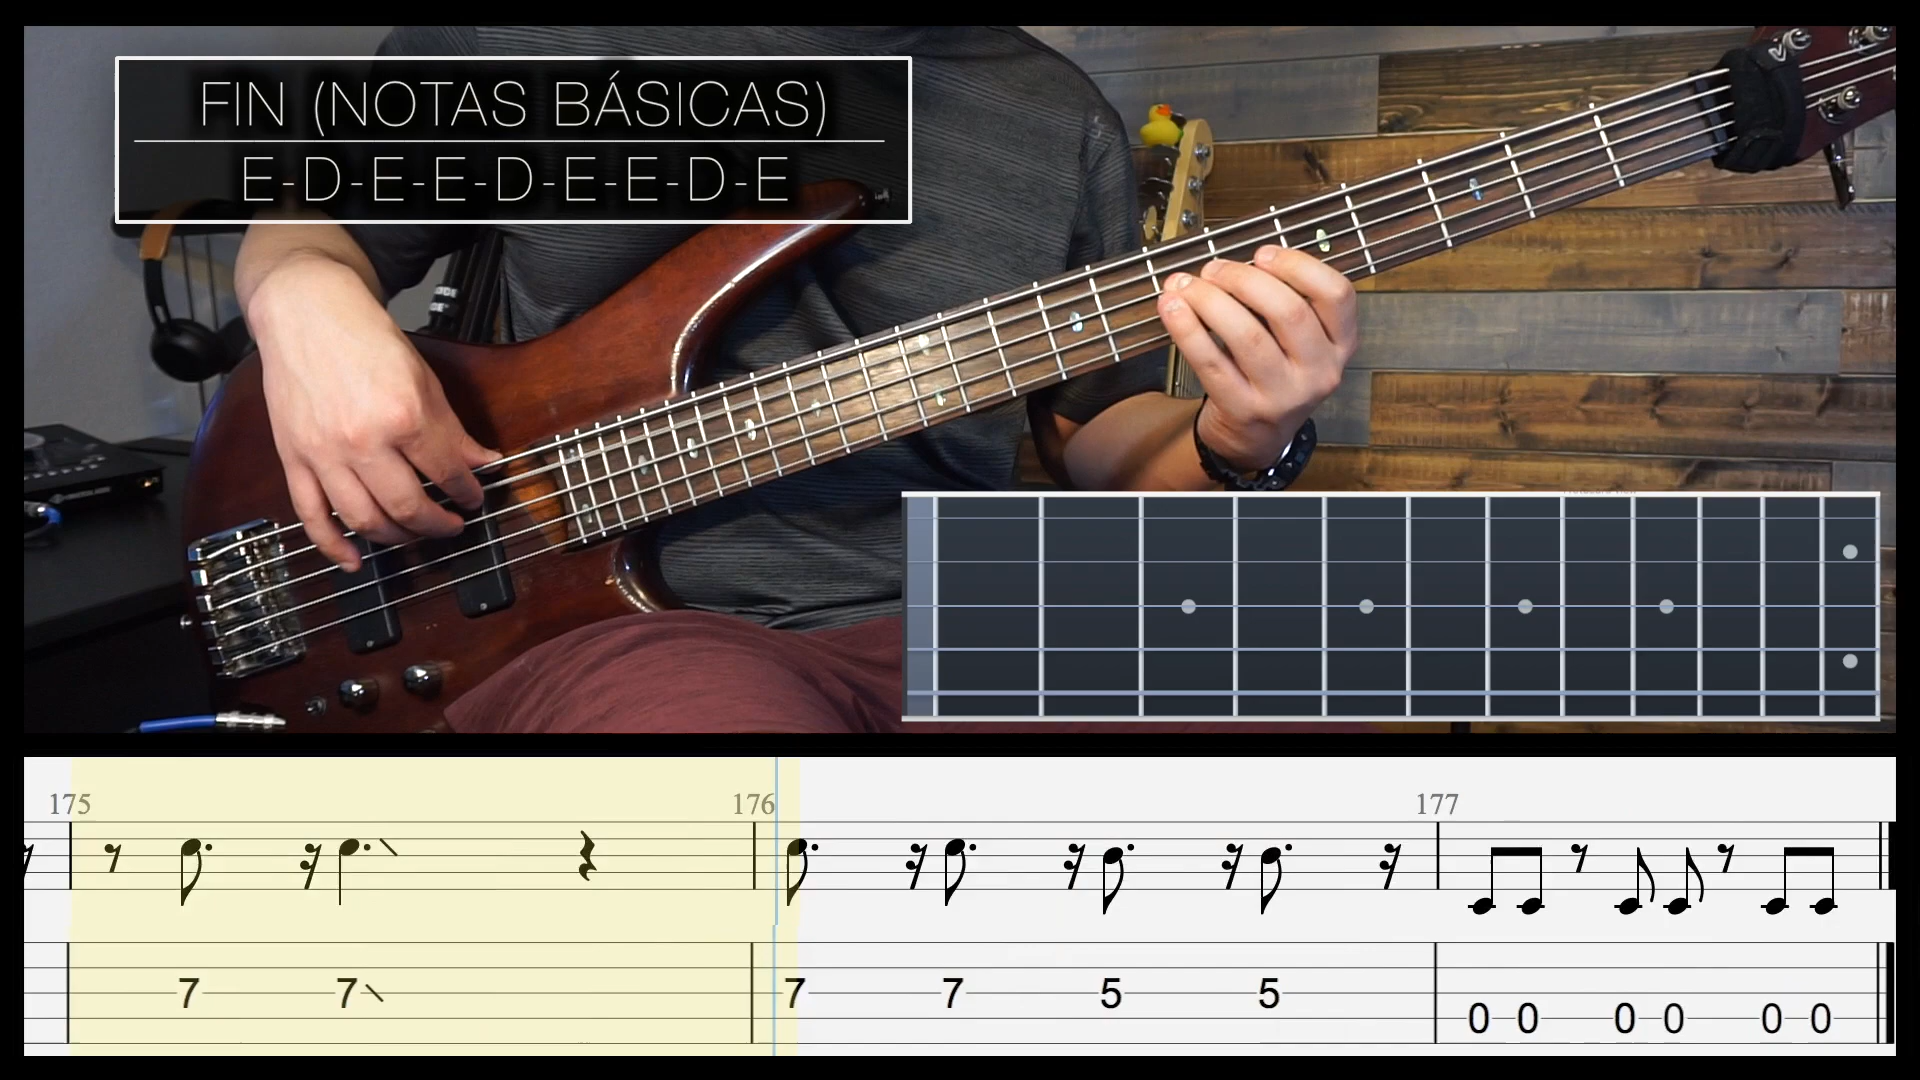 FIN (NOTAS BÁSICAS)
E-D-E-E-D-E-E-D-E
175 176 177
7 7 7 7 5 5
0 0 0 0 0 0